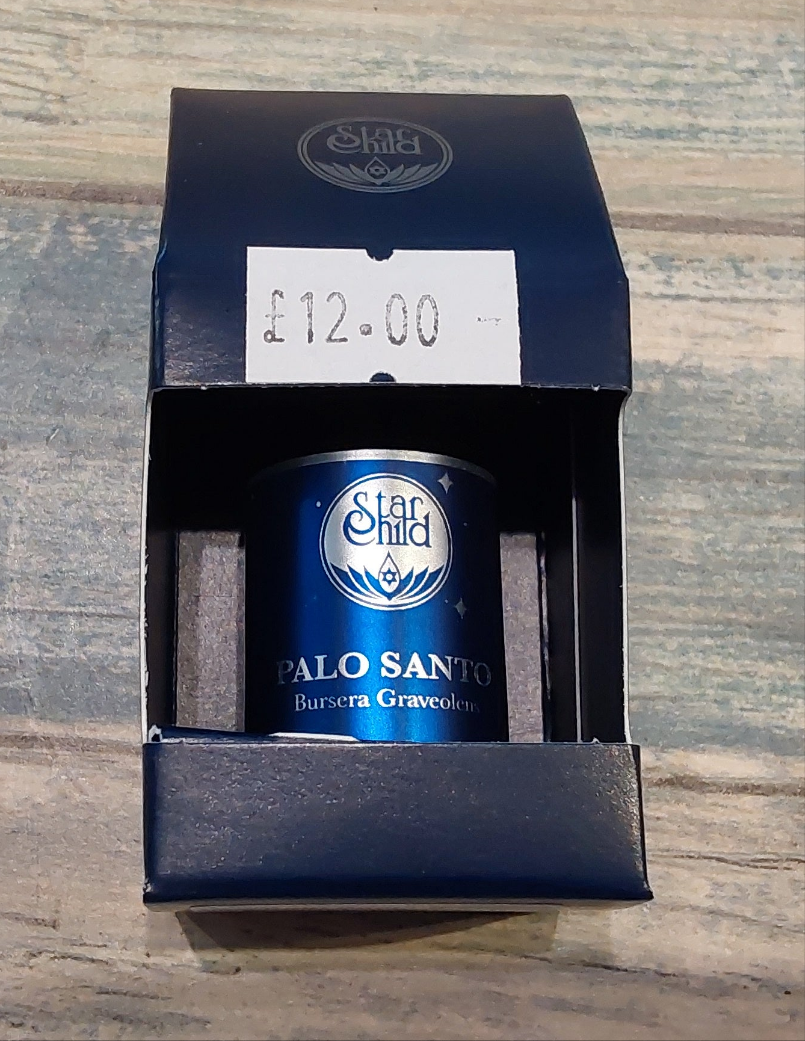 Star
Child
£12.00
Star
Child
PALO SANTO
Bursera Graveolens